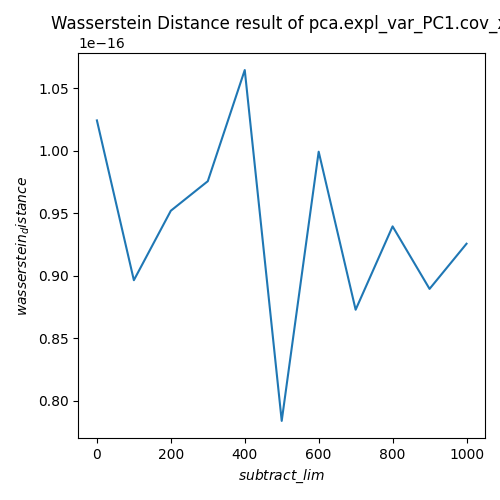 Wasserstein Distance result of pca.expl_var_PC1.cov_x
1e−16
1.05
1.00
0.95
0.90
0.85
0.80
wasserstein_distance
0 200 400 600 800 1000
subtract_lim